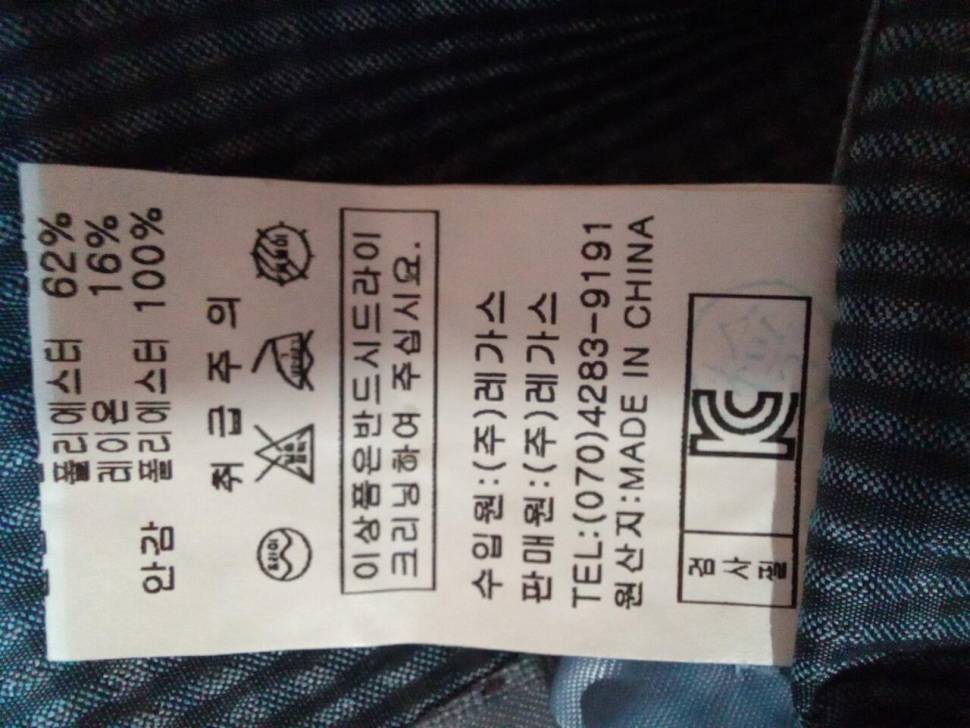 폴리에스터 62%
레이온 16%
안감 폴리에스터 100%
취 급 주 의
드라이
이상품은반드시드라이
크리닝하여 주십시요.
수입원:(주)레가스
판매원:(주)레가스
TEL:(070)4283-9191
원산지:MADE IN CHINA
검사필